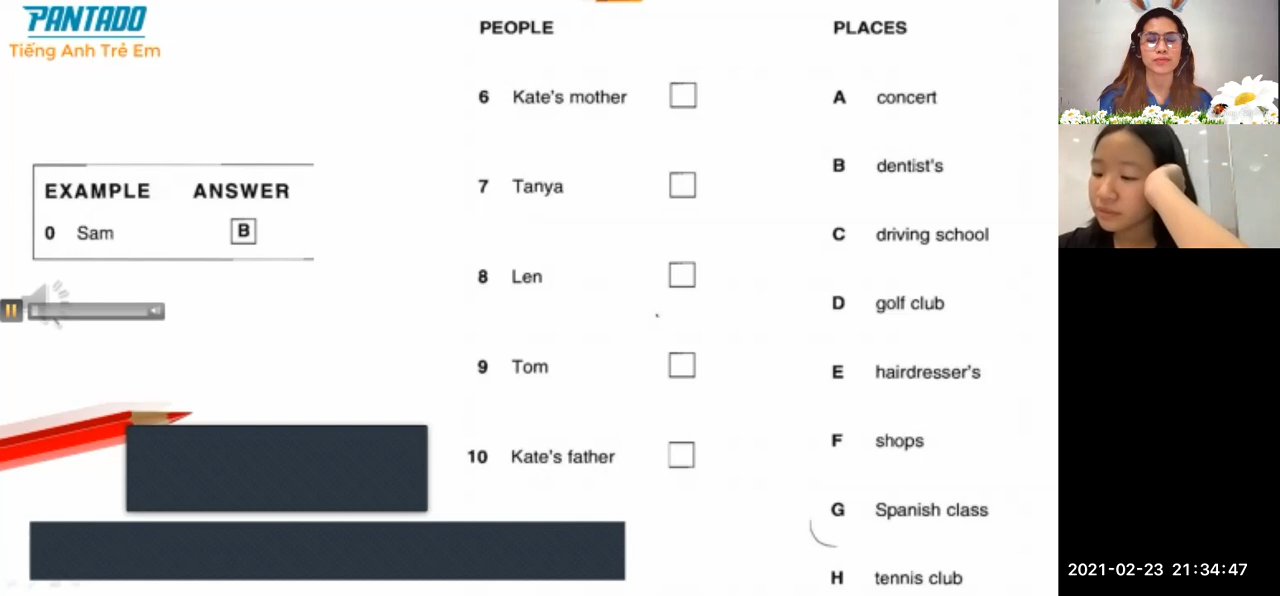 PANTADO
Tiếng Anh Trẻ Em
EXAMPLE ANSWER
0 Sam B
PEOPLE
6 Kate's mother
7 Tanya
8 Len
9 Tom
10 Kate's father
PLACES
A concert
B dentist's
C driving school
D golf club
E hairdresser's
F shops
G Spanish class
H tennis club
2021-02-23 21:34:47